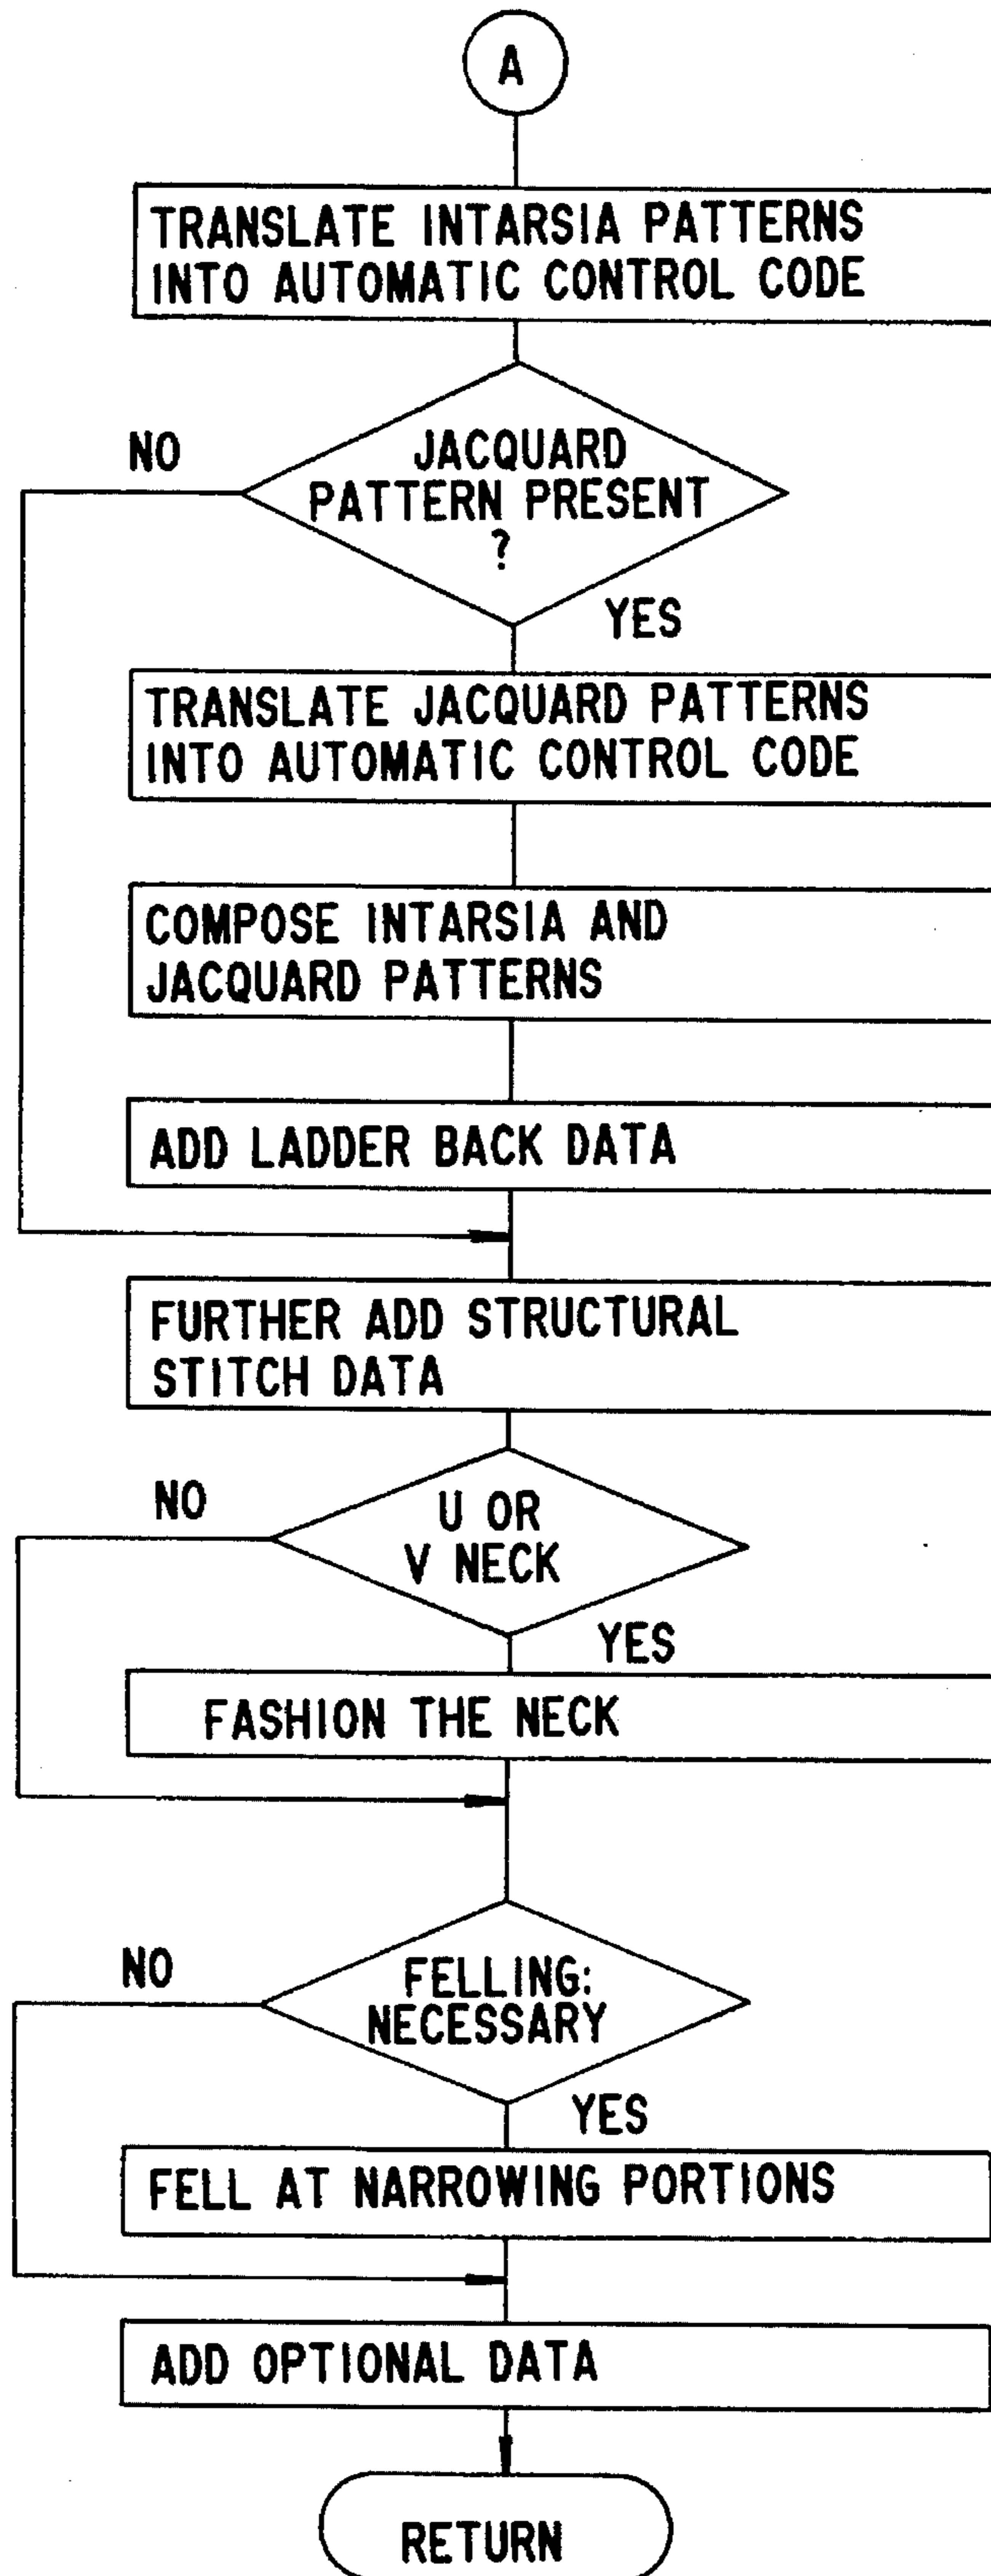 A
TRANSLATE INTARSIA PATTERNS
INTO AUTOMATIC CONTROL CODE
NO
JACQUARD
PATTERN PRESENT
?
YES
TRANSLATE JACQUARD PATTERNS
INTO AUTOMATIC CONTROL CODE
COMPOSE INTARSIA AND
JACQUARD PATTERNS
ADD LADDER BACK DATA
FURTHER ADD STRUCTURAL
STITCH DATA
NO
U OR
V NECK
YES
FASHION THE NECK
NO
FELLING:
NECESSARY
YES
FELL AT NARROWING PORTIONS
ADD OPTIONAL DATA
RETURN